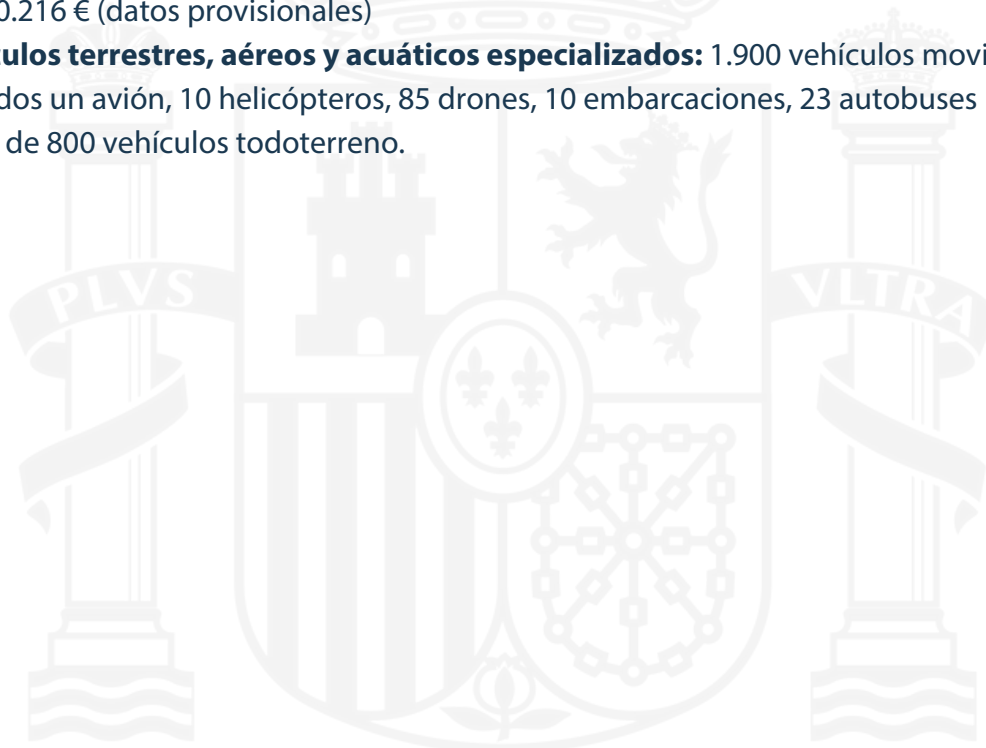 0.216 € (datos provisionales)
ulos terrestres, aéreos y acuáticos especializados: 1.900 vehículos movi
dos un avión, 10 helicópteros, 85 drones, 10 embarcaciones, 23 autobuses
de 800 vehículos todoterreno.
PLVS
VLTRA